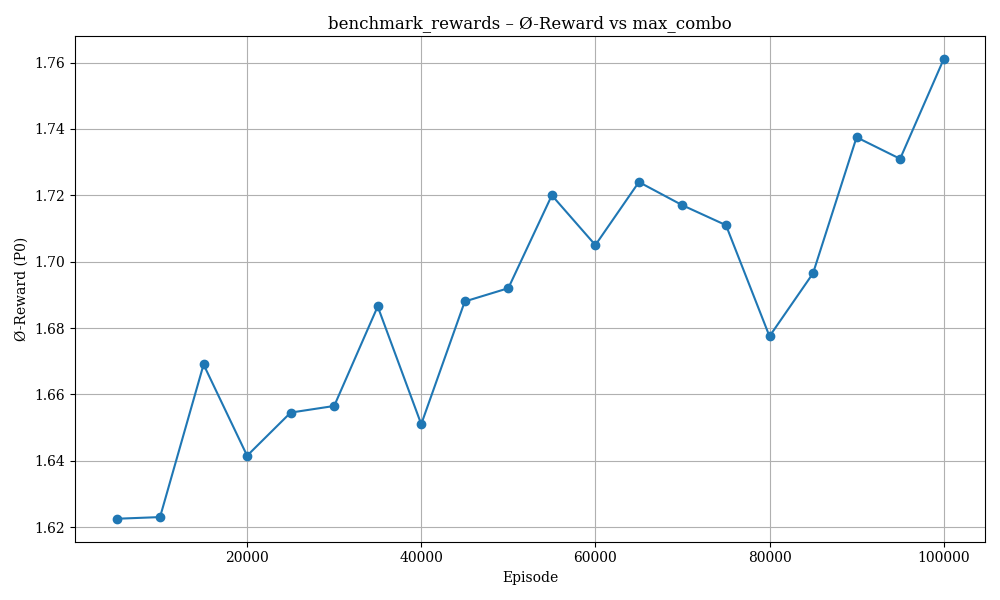 benchmark_rewards – Ø-Reward vs max_combo
1.76
1.74
1.72
1.70
1.68
1.66
1.64
1.62
Ø-Reward (P0)
20000 40000 60000 80000 100000
Episode